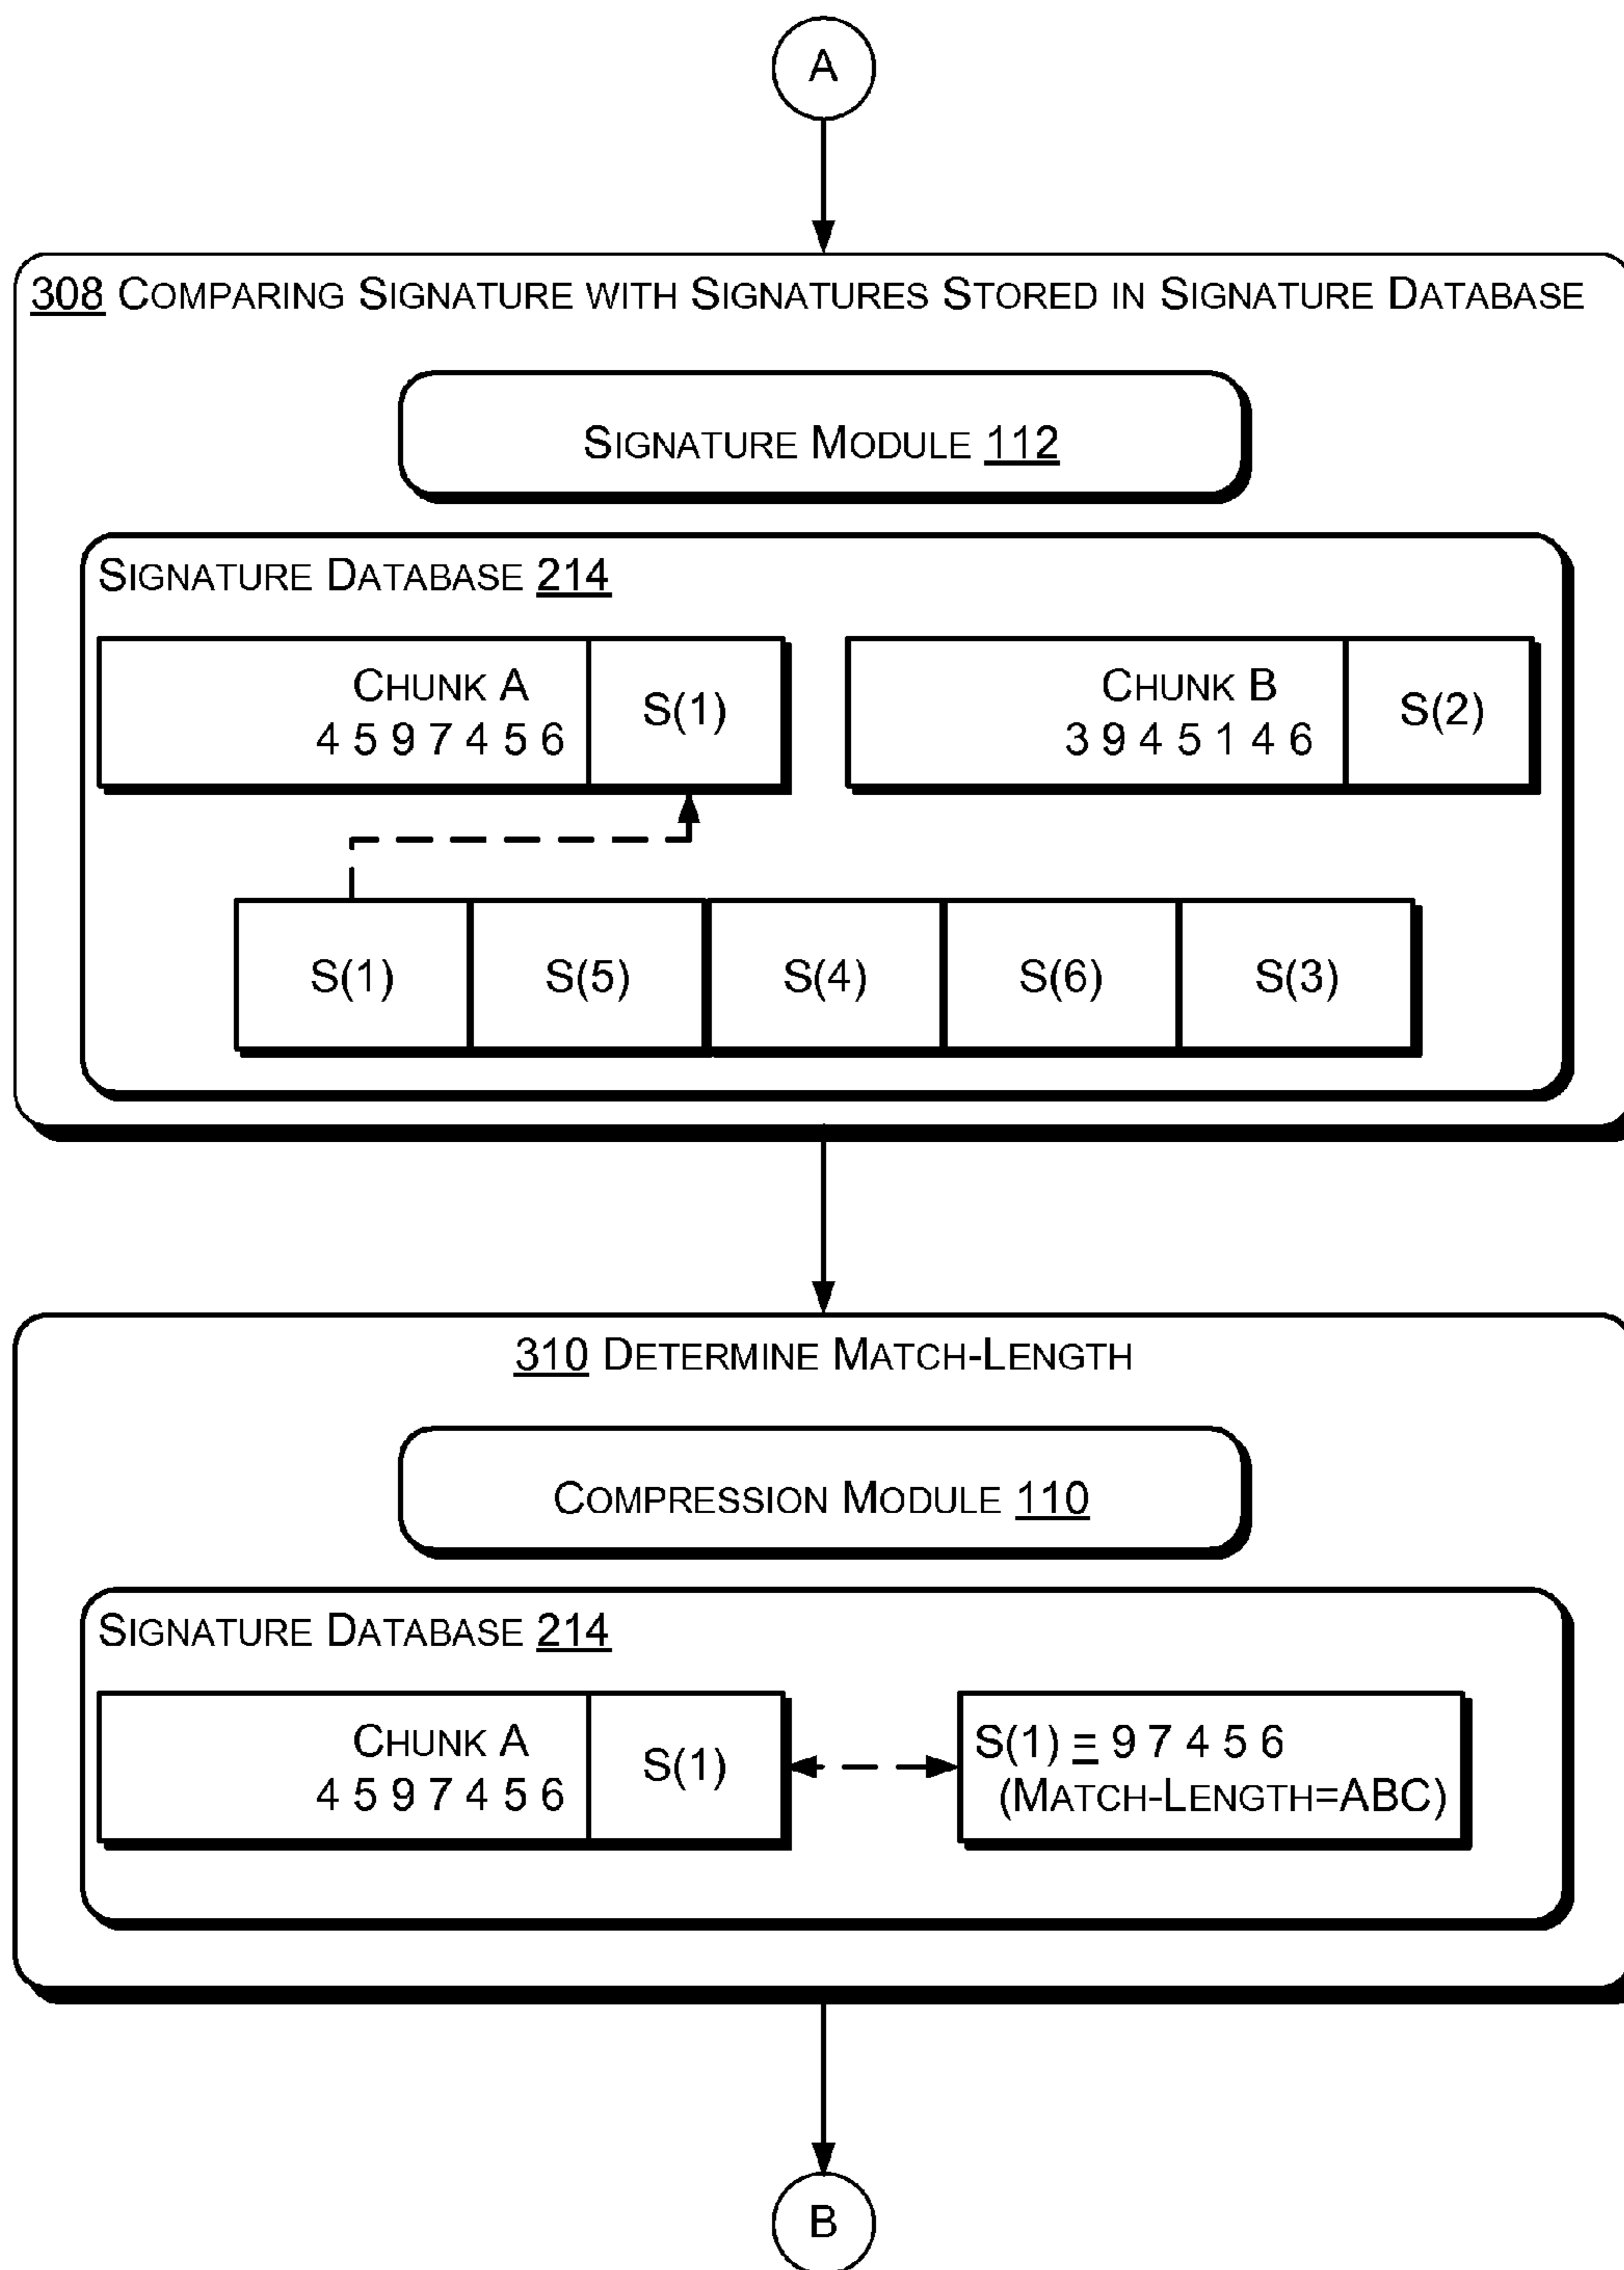 A
308 COMPARING SIGNATURE WITH SIGNATURES STORED IN SIGNATURE DATABASE
SIGNATURE MODULE 112
SIGNATURE DATABASE 214
CHUNK A
4 5 9 7 4 5 6
S(1)
CHUNK B
3 9 4 5 1 4 6
S(2)
S(1) S(5) S(4) S(6) S(3)
310 DETERMINE MATCH-LENGTH
COMPRESSION MODULE 110
SIGNATURE DATABASE 214
CHUNK A
4 5 9 7 4 5 6
S(1)
S(1) = 9 7 4 5 6
(MATCH-LENGTH=ABC)
B